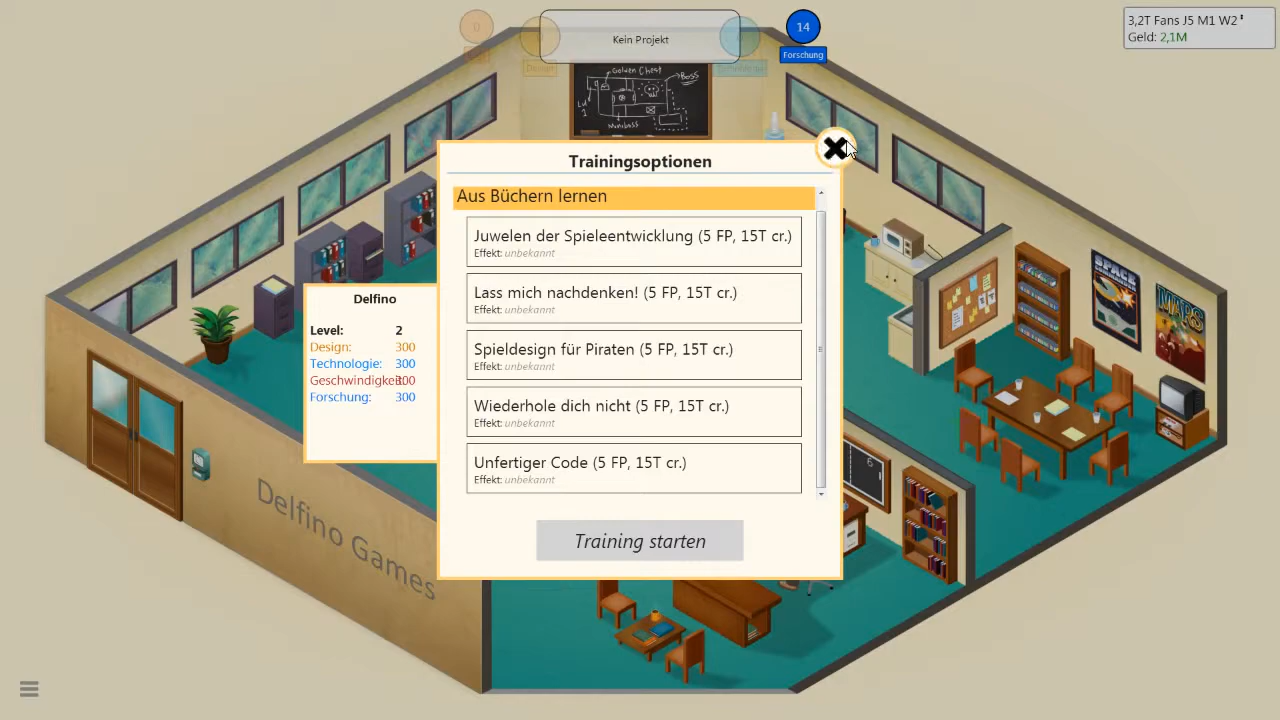 0
Kein Projekt
14
Design
Technologie
Forschung
3,2T Fans J5 M1 W2
Geld: 2,1M
Golden Chest
Boss
Lvl
1
Miniboss
Trainingsoptionen
Aus Büchern lernen
Juwelen der Spieleentwicklung (5 FP, 15T cr.)
Effekt: unbekannt
Lass mich nachdenken! (5 FP, 15T cr.)
Effekt: unbekannt
Spieldesign für Piraten (5 FP, 15T cr.)
Effekt: unbekannt
Wiederhole dich nicht (5 FP, 15T cr.)
Effekt: unbekannt
Unfertiger Code (5 FP, 15T cr.)
Effekt: unbekannt
Training starten
Delfino
Level: 2
Design: 300
Technologie: 300
Forschung: 300
SPACE
MARS
6
Delfino Games